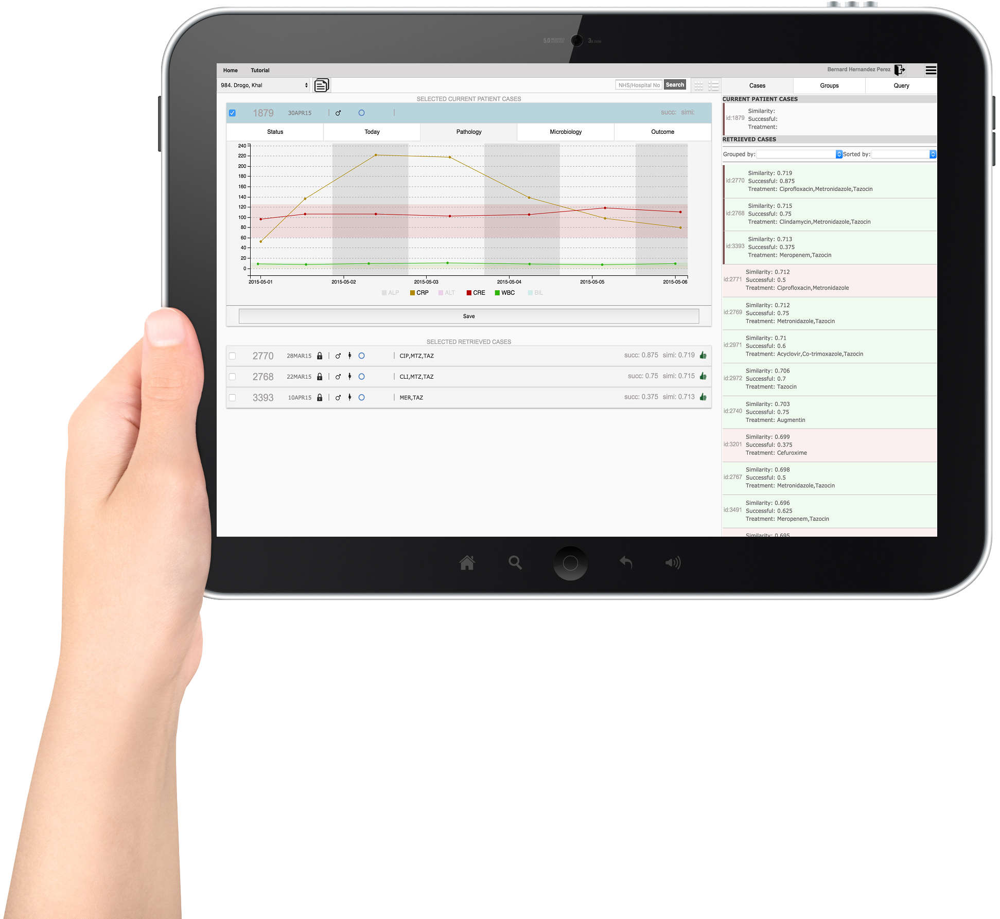 5.0 MEGAPIXELS
3x ZOOM
Home Tutorial
Bernard Hernandez Perez
984. Drogo, Khal
NHS/Hospital No Search
Cases Groups Query
SELECTED CURRENT PATIENT CASES
1879 30APR15 | ♂ | succ: simi:
Status Today Pathology Microbiology Outcome
240
220
200
180
160
140
120
100
80
60
40
20
0
2015-05-01 2015-05-02 2015-05-03 2015-05-04 2015-05-05 2015-05-06
ALP CRP ALT CRE WBC BIL
Save
SELECTED RETRIEVED CASES
2770 28MAR15 | ♂ | CIP,MTZ,TAZ succ: 0.875 simi: 0.719
2768 22MAR15 | ♂ | CLI,MTZ,TAZ succ: 0.75 simi: 0.715
3393 10APR15 | ♂ | MER,TAZ succ: 0.375 simi: 0.713
CURRENT PATIENT CASES
id:1879
Similarity:
Successful:
Treatment:
RETRIEVED CASES
Grouped by: Sorted by:
id:2770
Similarity: 0.719
Successful: 0.875
Treatment: Ciprofloxacin,Metronidazole,Tazocin
id:2768
Similarity: 0.715
Successful: 0.75
Treatment: Clindamycin,Metronidazole,Tazocin
id:3393
Similarity: 0.713
Successful: 0.375
Treatment: Meropenem,Tazocin
id:2771
Similarity: 0.712
Successful: 0.5
Treatment: Ciprofloxacin,Metronidazole
id:2769
Similarity: 0.712
Successful: 0.75
Treatment: Metronidazole,Tazocin
id:2971
Similarity: 0.71
Successful: 0.6
Treatment: Acyclovir,Co-trimoxazole,Tazocin
id:2972
Similarity: 0.706
Successful: 0.7
Treatment: Tazocin
id:2740
Similarity: 0.703
Successful: 0.75
Treatment: Augmentin
id:3201
Similarity: 0.699
Successful: 0.375
Treatment: Cefuroxime
id:2767
Similarity: 0.698
Successful: 0.5
Treatment: Metronidazole,Tazocin
id:3491
Similarity: 0.696
Successful: 0.625
Treatment: Meropenem,Tazocin
Similarity: 0.695